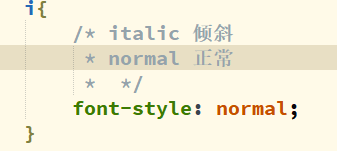 i{
/* italic 倾斜
* normal 正常
* */
font-style: normal;
}